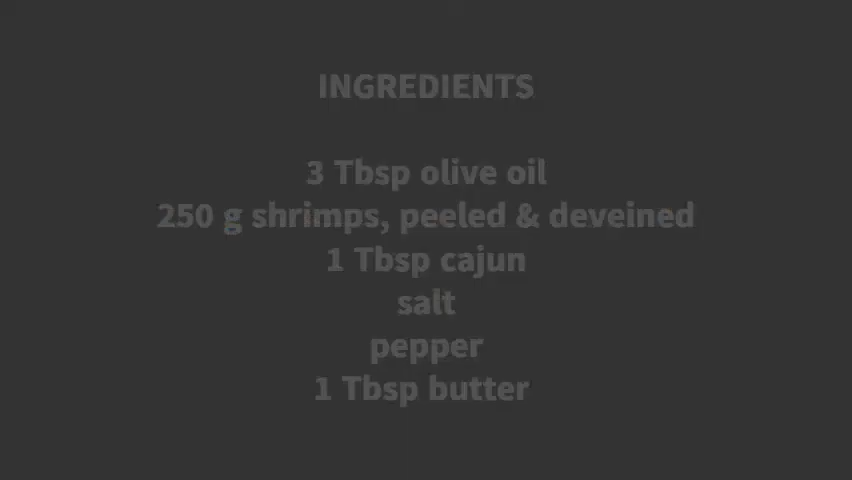 INGREDIENTS
3 Tbsp olive oil
250 g shrimps, peeled & deveined
1 Tbsp cajun
salt
pepper
1 Tbsp butter